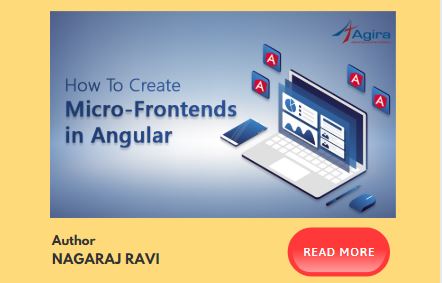 Agira
How To Create
Micro-Frontends
in Angular
Author
NAGARAJ RAVI
READ MORE